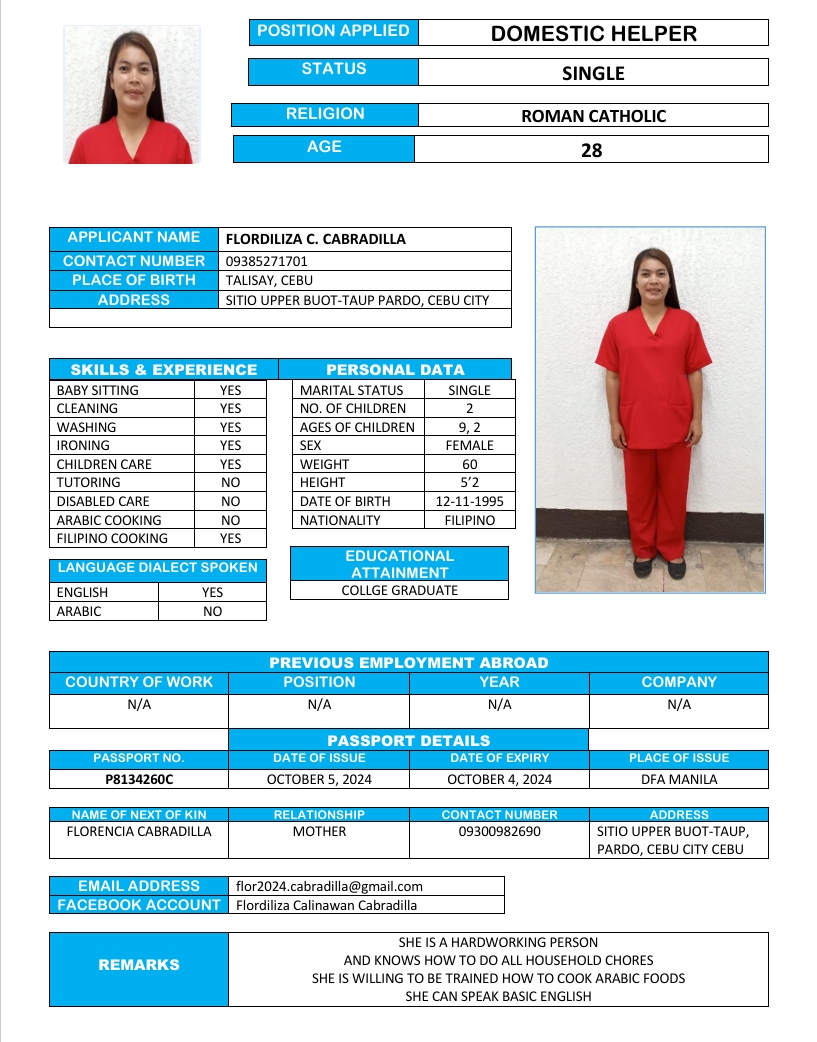 POSITION APPLIED DOMESTIC HELPER
STATUS SINGLE
RELIGION ROMAN CATHOLIC
AGE 28
APPLICANT NAME FLORDILIZA C. CABRADILLA
CONTACT NUMBER 09385271701
PLACE OF BIRTH TALISAY, CEBU
ADDRESS SITIO UPPER BUOT-TAUP PARDO, CEBU CITY
SKILLS & EXPERIENCE
BABY SITTING YES
CLEANING YES
WASHING YES
IRONING YES
CHILDREN CARE YES
TUTORING NO
DISABLED CARE NO
ARABIC COOKING NO
FILIPINO COOKING YES
LANGUAGE DIALECT SPOKEN
ENGLISH YES
ARABIC NO
PERSONAL DATA
MARITAL STATUS SINGLE
NO. OF CHILDREN 2
AGES OF CHILDREN 9, 2
SEX FEMALE
WEIGHT 60
HEIGHT 5’2
DATE OF BIRTH 12-11-1995
NATIONALITY FILIPINO
EDUCATIONAL
ATTAINMENT
COLLGE GRADUATE
PREVIOUS EMPLOYMENT ABROAD
COUNTRY OF WORK POSITION YEAR COMPANY
N/A N/A N/A N/A
PASSPORT DETAILS
PASSPORT NO. DATE OF ISSUE DATE OF EXPIRY PLACE OF ISSUE
P8134260C OCTOBER 5, 2024 OCTOBER 4, 2024 DFA MANILA
NAME OF NEXT OF KIN RELATIONSHIP CONTACT NUMBER ADDRESS
FLORENCIA CABRADILLA MOTHER 09300982690 SITIO UPPER BUOT-TAUP,
PARDO, CEBU CITY CEBU
EMAIL ADDRESS flor2024.cabradilla@gmail.com
FACEBOOK ACCOUNT Flordiliza Calinawan Cabradilla
REMARKS
SHE IS A HARDWORKING PERSON
AND KNOWS HOW TO DO ALL HOUSEHOLD CHORES
SHE IS WILLING TO BE TRAINED HOW TO COOK ARABIC FOODS
SHE CAN SPEAK BASIC ENGLISH